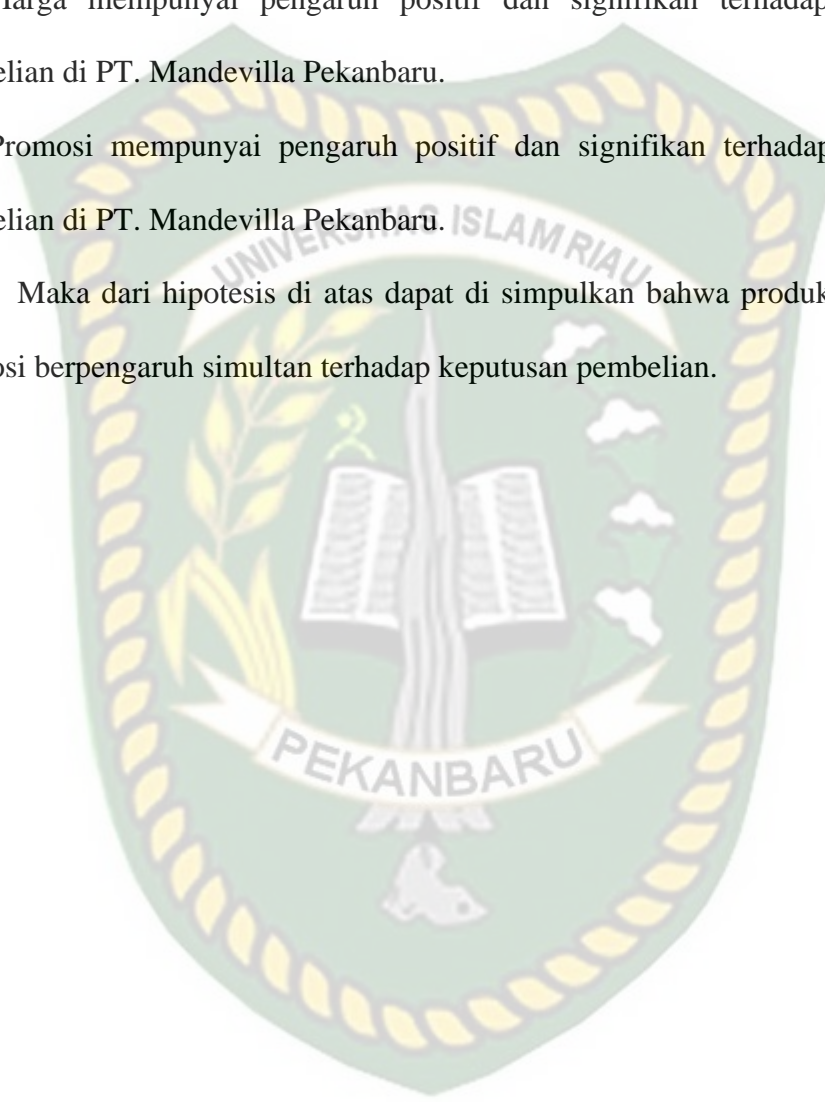 Harga mempunyai pengaruh positif dan signifikan terhadap
elian di PT. Mandevilla Pekanbaru.
Promosi mempunyai pengaruh positif dan signifikan terhadap
elian di PT. Mandevilla Pekanbaru.
UNIVERSITAS ISLAM RIAU
Maka dari hipotesis di atas dapat di simpulkan bahwa produk
osi berpengaruh simultan terhadap keputusan pembelian.
PEKANBARU